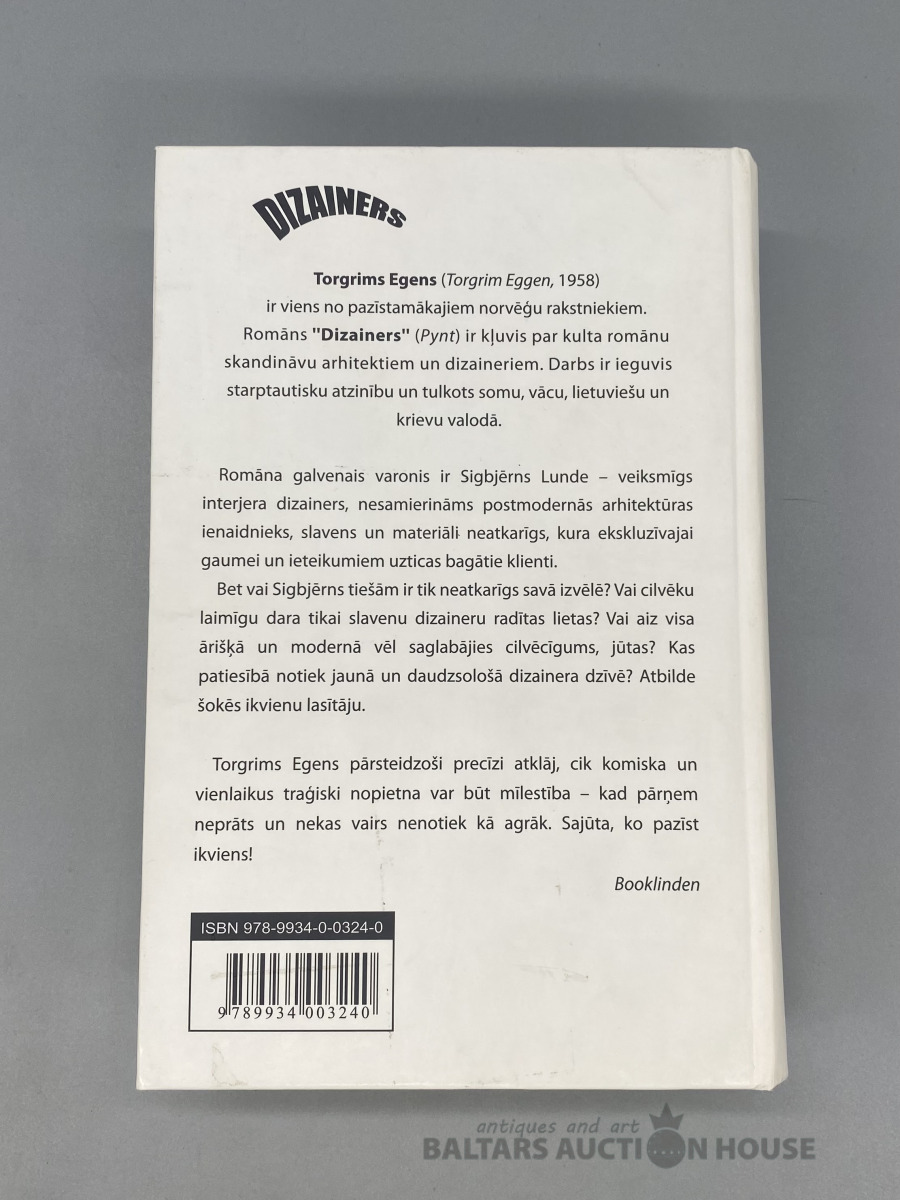 DIZAINERS
Torgrims Egens (Torgrim Eggen, 1958)
ir viens no pazīstamākajiem norvēģu rakstniekiem.
Romāns "Dizainers" (Pynt) ir kļuvis par kulta romānu
skandināvu arhitektiem un dizaineriem. Darbs ir ieguvis
starptautisku atzinību un tulkots somu, vācu, lietuviešu un
krievu valodā.
Romāna galvenais varonis ir Sigbjērns Lunde – veiksmīgs
interjera dizainers, nesamierināms postmodernās arhitektūras
ienaidnieks, slavens un materiāli neatkarīgs, kura ekskluzīvajai
gaumei un ieteikumiem uzticas bagātie klienti.
Bet vai Sigbjērns tiešām ir tik neatkarīgs savā izvēlē? Vai cilvēku
laimīgu dara tikai slavenu dizaineru radītas lietas? Vai aiz visa
ārišķā un modernā vēl saglabājies cilvēcīgums, jūtas? Kas
patiesībā notiek jaunā un daudzsološā dizainera dzīvē? Atbilde
šokēs ikvienu lasītāju.
Torgrims Egens pārsteidzoši precīzi atklāj, cik komiska un
vienlaikus traģiski nopietna var būt mīlestība – kad pārņem
neprāts un nekas vairs nenotiek kā agrāk. Sajūta, ko pazīst
ikviens!
Booklinden
ISBN 978-9934-0-0324-0
9 789934 003240
antiques and art
BALTARS AUCTION HOUSE